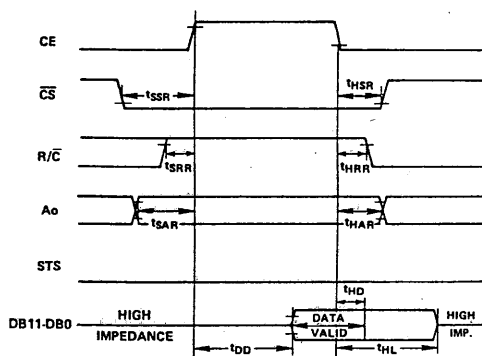 CE
CS
tSSR
tHSR
R/C
tSRR
tHRR
Ao
tSAR
tHAR
STS
tHD
DB11-DB0
HIGH
IMPEDANCE
DATA
VALID
HIGH
IMP.
tDD
tHL